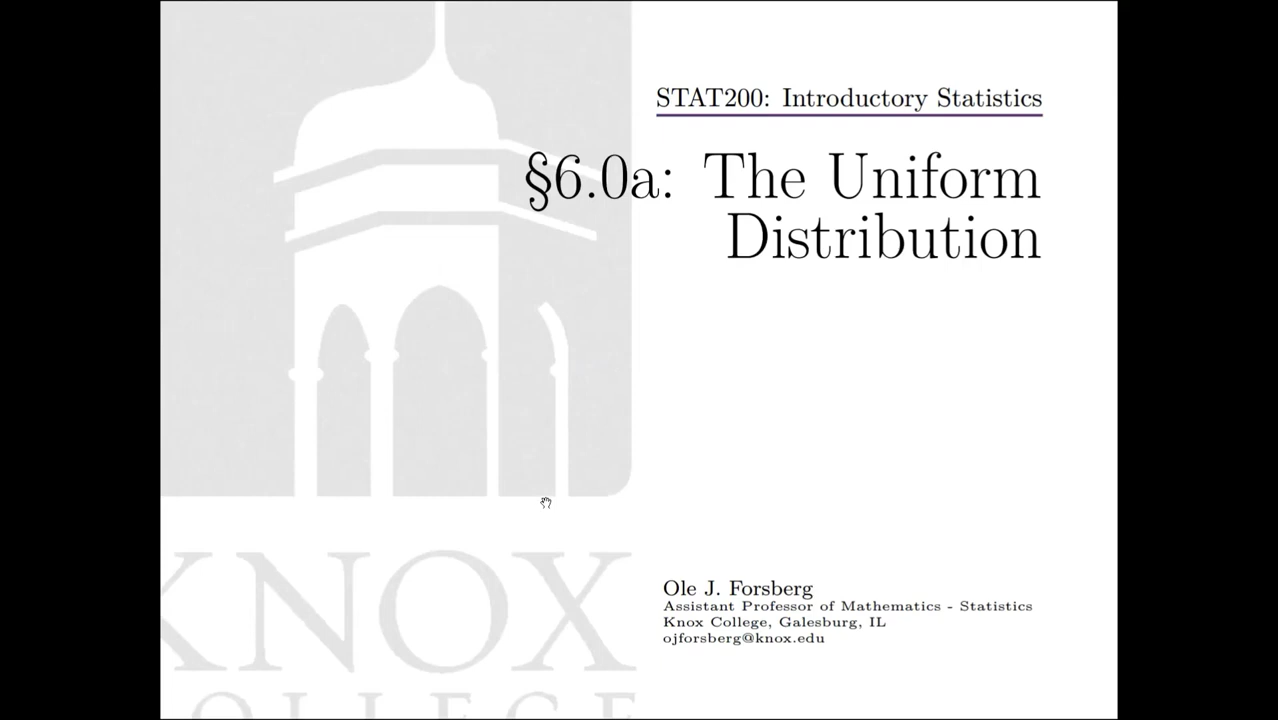 STAT200: Introductory Statistics
§6.0a: The Uniform
Distribution
KNOX
COLLEGE
Ole J. Forsberg
Assistant Professor of Mathematics - Statistics
Knox College, Galesburg, IL
ojforsberg@knox.edu